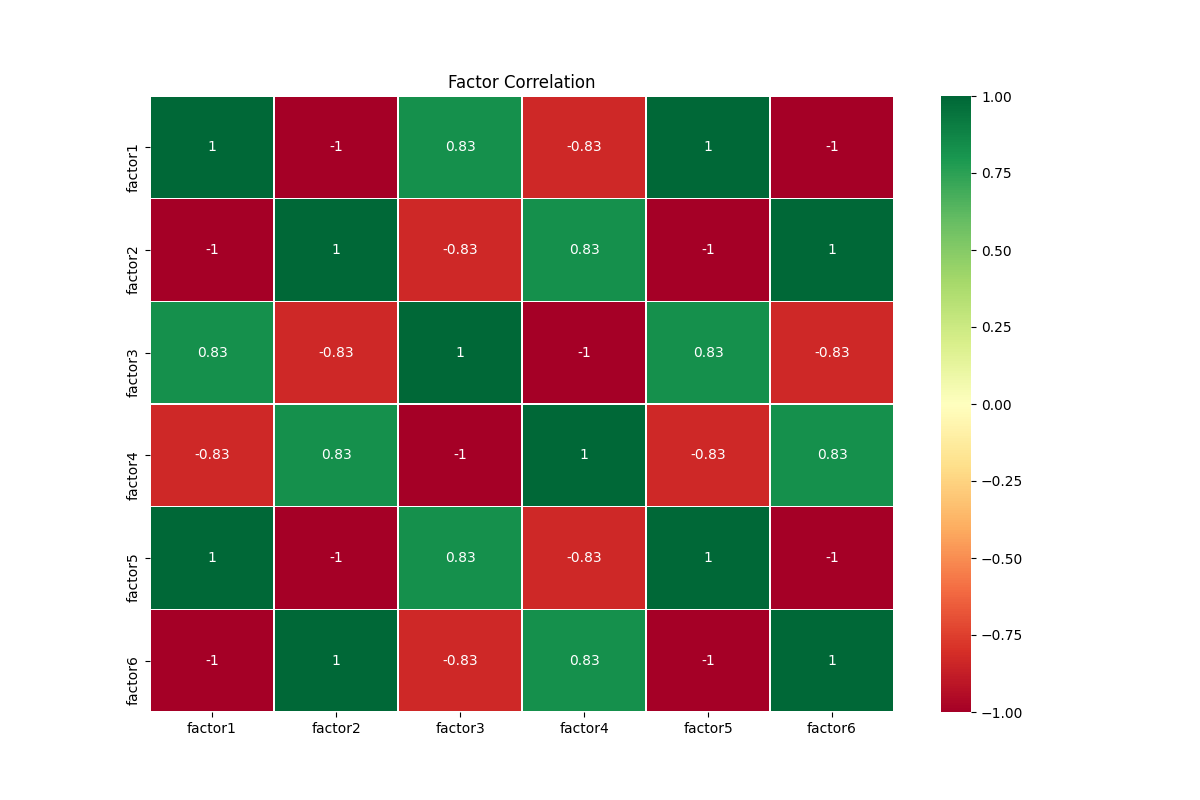 Factor Correlation
factor1 1 -1 0.83 -0.83 1 -1
factor2 -1 1 -0.83 0.83 -1 1
factor3 0.83 -0.83 1 -1 0.83 -0.83
factor4 -0.83 0.83 -1 1 -0.83 0.83
factor5 1 -1 0.83 -0.83 1 -1
factor6 -1 1 -0.83 0.83 -1 1
factor1 factor2 factor3 factor4 factor5 factor6
1.00
0.75
0.50
0.25
0.00
−0.25
−0.50
−0.75
−1.00